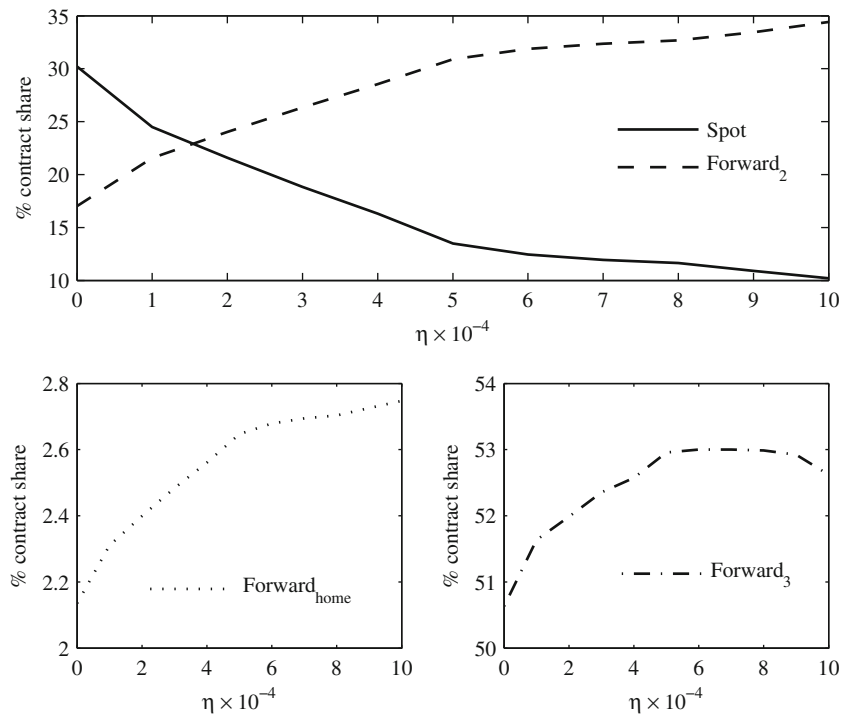 35
30
25
20
15
10
% contract share
Spot
Forward₂
0 1 2 3 4 5 6 7 8 9 10
η × 10⁻⁴
2.8
2.6
2.4
2.2
2
% contract share
Forward_home
0 2 4 6 8 10
η × 10⁻⁴
54
53
52
51
50
% contract share
Forward₃
0 2 4 6 8 10
η × 10⁻⁴